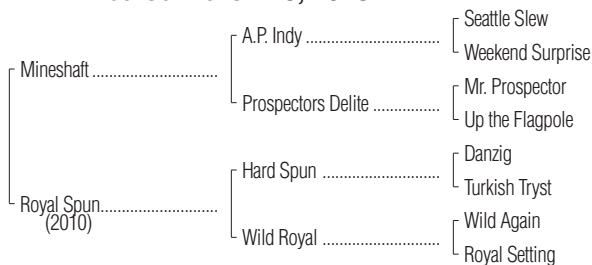 Seattle Slew
A.P. Indy
Weekend Surprise
Mineshaft
Mr. Prospector
Prospectors Delite
Up the Flagpole
Danzig
Hard Spun
Turkish Tryst
Royal Spun
(2010)
Wild Again
Wild Royal
Royal Setting